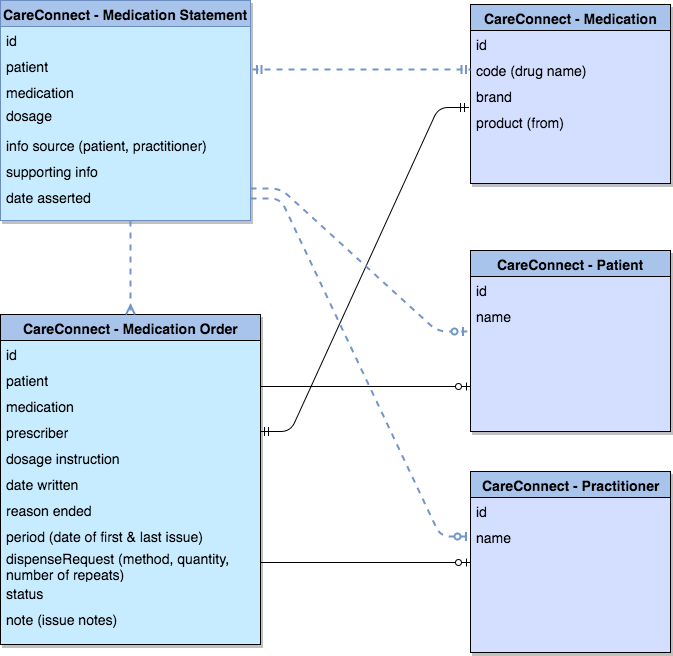 CareConnect - Medication Statement
id
patient
medication
dosage
info source (patient, practitioner)
supporting info
date asserted
CareConnect - Medication
id
code (drug name)
brand
product (from)
CareConnect - Patient
id
name
CareConnect - Medication Order
id
patient
medication
prescriber
dosage instruction
date written
reason ended
period (date of first & last issue)
dispenseRequest (method, quantity,
number of repeats)
status
note (issue notes)
CareConnect - Practitioner
id
name